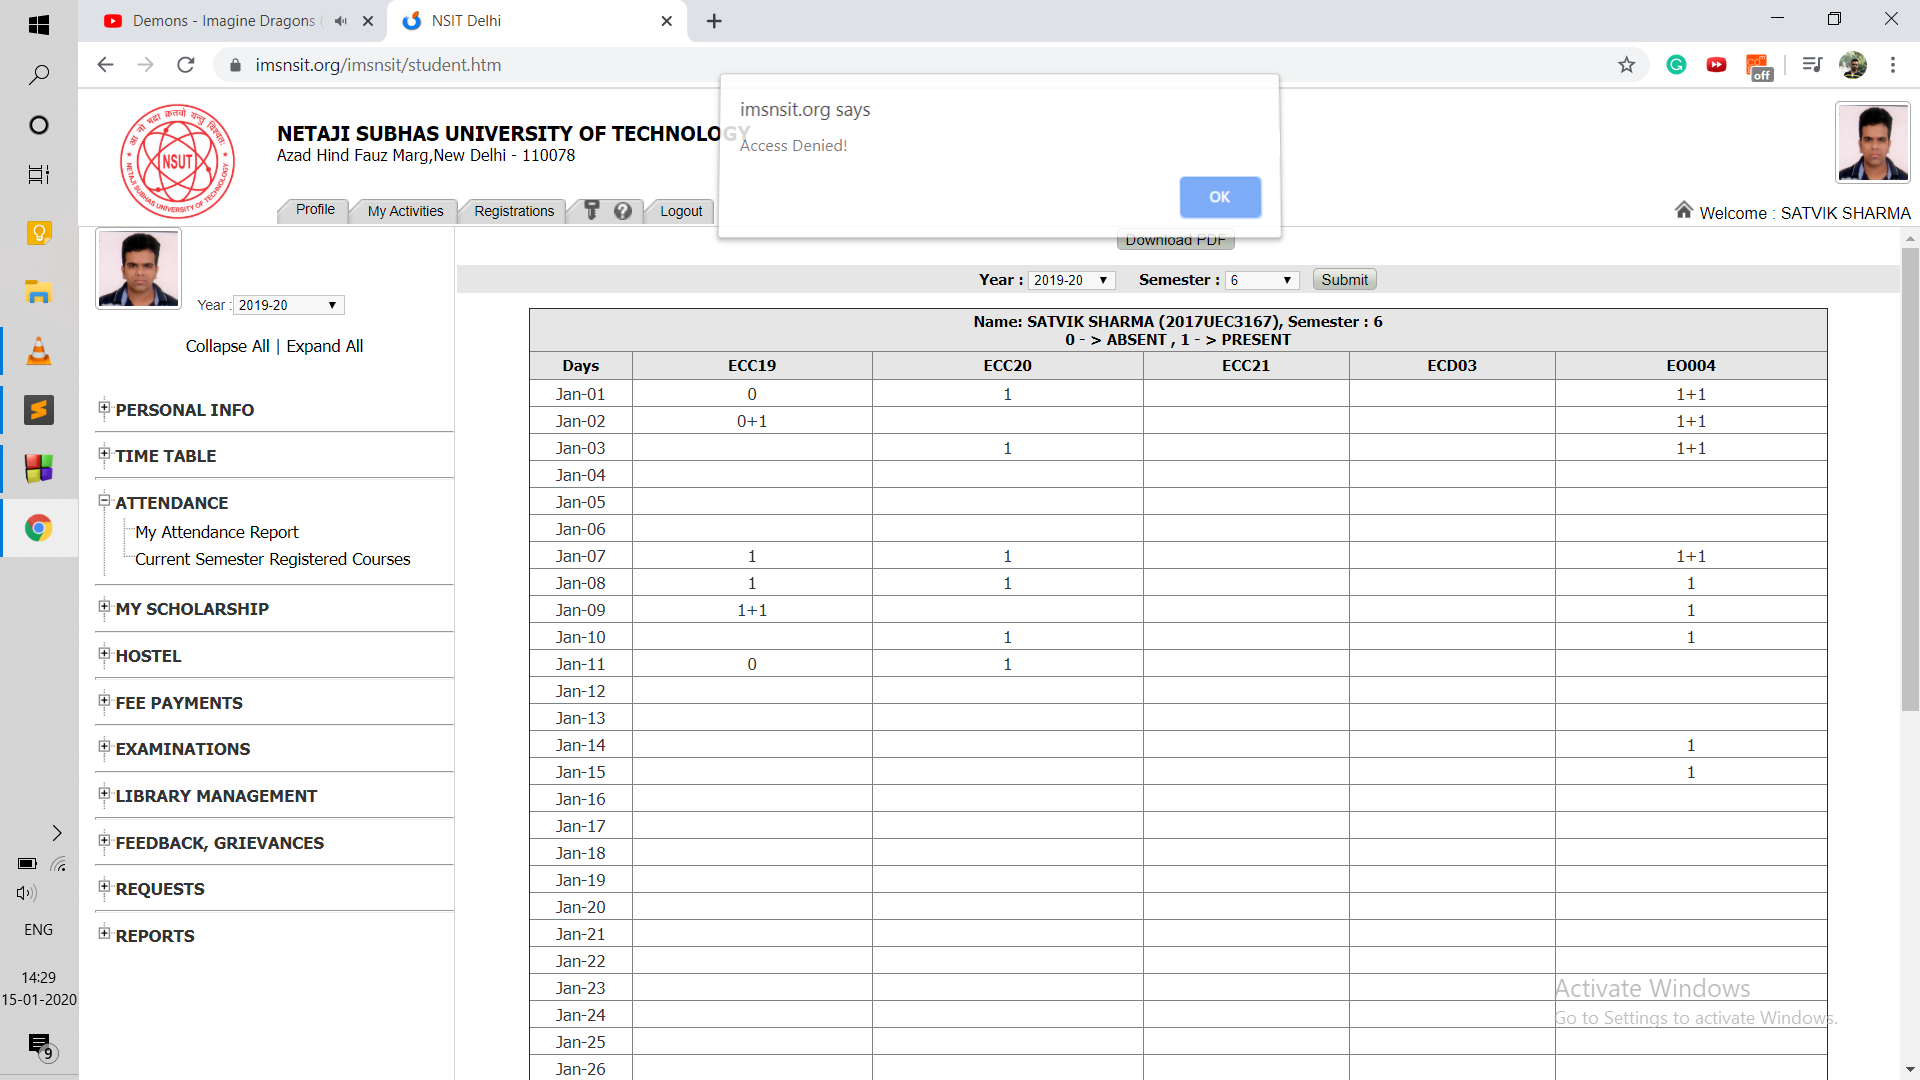 Demons - Imagine Dragons (
NSIT Delhi
imsnsit.org/imsnsit/student.htm
off
imsnsit.org says
Access Denied!
OK
NSUT
NETAJI SUBHAS UNIVERSITY OF TECHNOLOGY
Azad Hind Fauz Marg,New Delhi - 110078
Profile
My Activities
Registrations
Logout
Welcome : SATVIK SHARMA
Download PDF
Year : 2019-20 Semester : 6 Submit
Year : 2019-20
Collapse All | Expand All
PERSONAL INFO
TIME TABLE
ATTENDANCE
My Attendance Report
Current Semester Registered Courses
MY SCHOLARSHIP
HOSTEL
FEE PAYMENTS
EXAMINATIONS
LIBRARY MANAGEMENT
FEEDBACK, GRIEVANCES
REQUESTS
REPORTS
Name: SATVIK SHARMA (2017UEC3167), Semester : 6
0 - > ABSENT , 1 - > PRESENT
Days ECC19 ECC20 ECC21 ECD03 EO004
Jan-01 0 1 1+1
Jan-02 0+1 1+1
Jan-03 1 1+1
Jan-04
Jan-05
Jan-06
Jan-07 1 1 1+1
Jan-08 1 1 1
Jan-09 1+1 1
Jan-10 1 1
Jan-11 0 1
Jan-12
Jan-13
Jan-14 1
Jan-15 1
Jan-16
Jan-17
Jan-18
Jan-19
Jan-20
Jan-21
Jan-22
Jan-23
Jan-24
Jan-25
Jan-26
Activate Windows
Go to Settings to activate Windows.
ENG
14:29
15-01-2020
9